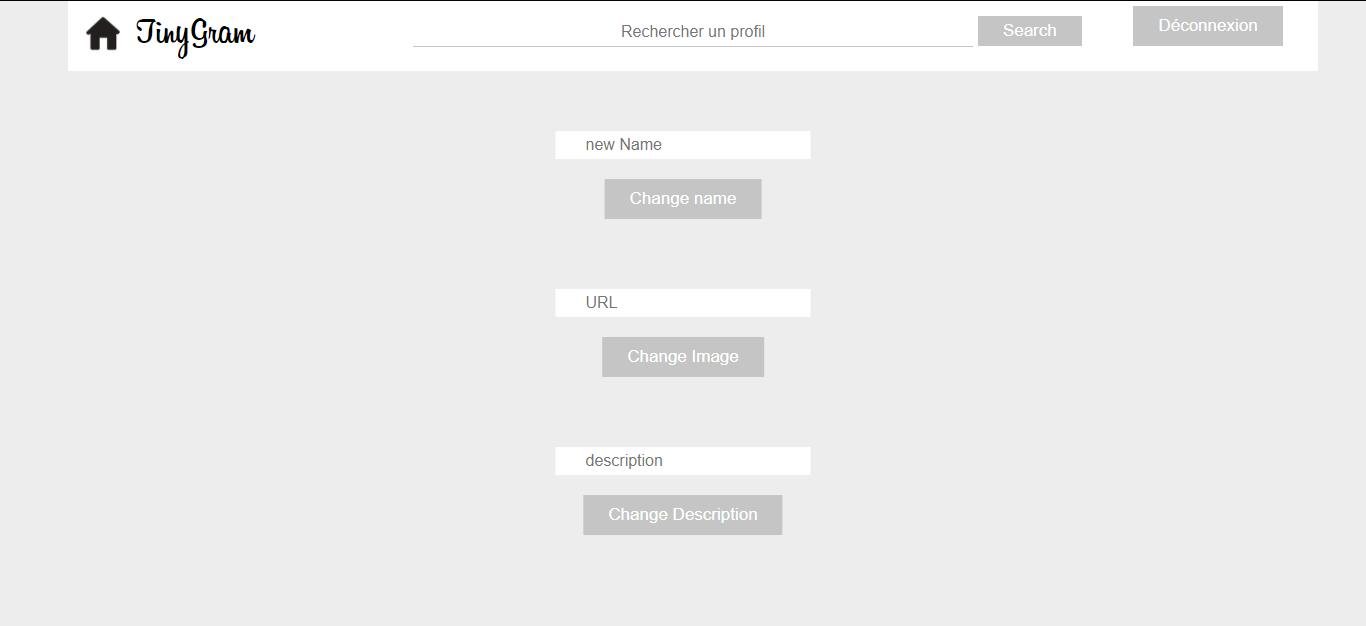 TinyGram
Rechercher un profil
Search
Déconnexion
new Name
Change name
URL
Change Image
description
Change Description